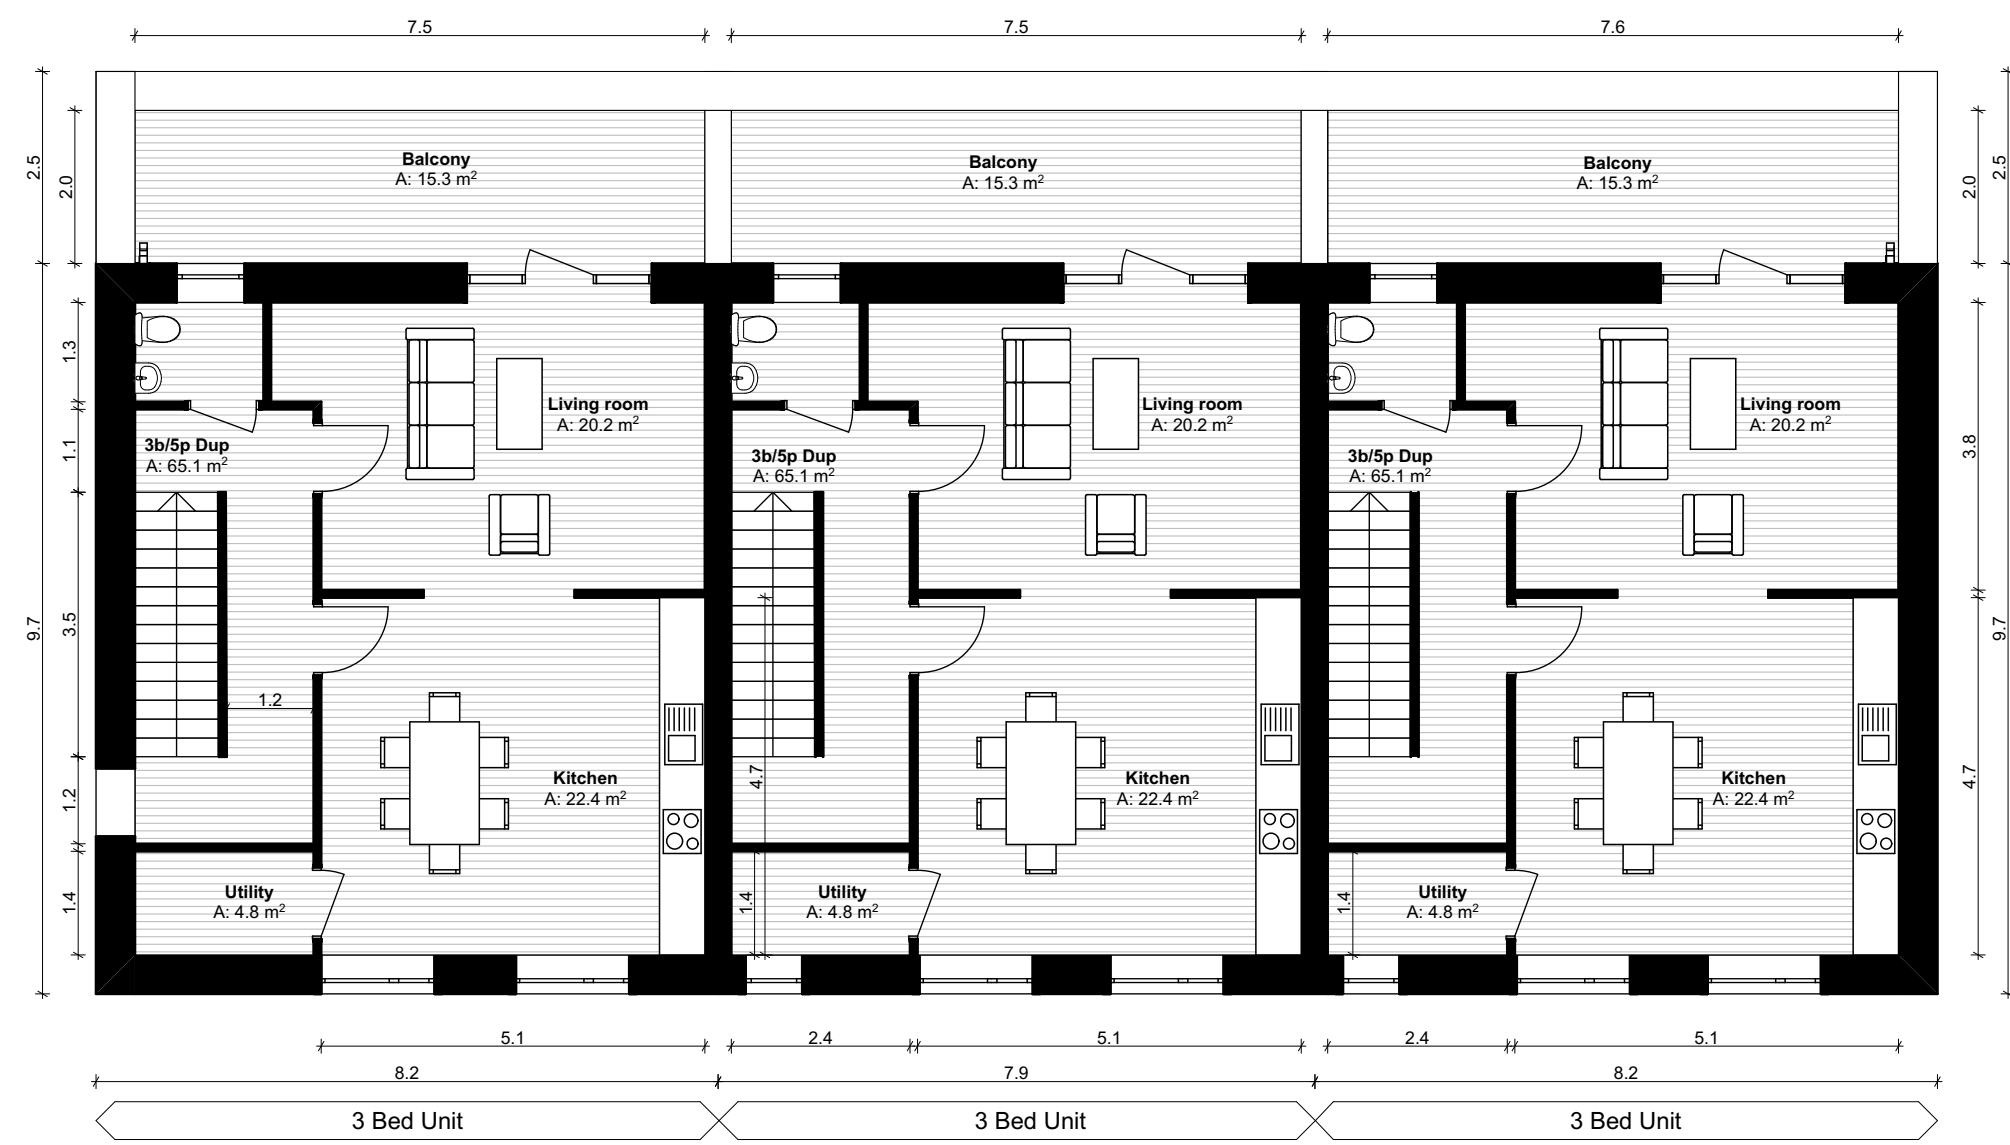 7.5
7.5
7.6
2.5
2.0
Balcony
A: 15.3 m²
Balcony
A: 15.3 m²
Balcony
A: 15.3 m²
2.0
2.5
1.3
Living room
A: 20.2 m²
Living room
A: 20.2 m²
Living room
A: 20.2 m²
1.1
3b/5p Dup
A: 65.1 m²
3b/5p Dup
A: 65.1 m²
3b/5p Dup
A: 65.1 m²
3.8
9.7
3.5
9.7
1.2
1.2
4.7
4.7
Kitchen
A: 22.4 m²
Kitchen
A: 22.4 m²
Kitchen
A: 22.4 m²
1.4
Utility
A: 4.8 m²
1.4
Utility
A: 4.8 m²
1.4
Utility
A: 4.8 m²
5.1
2.4
5.1
2.4
5.1
8.2
7.9
8.2
3 Bed Unit
3 Bed Unit
3 Bed Unit